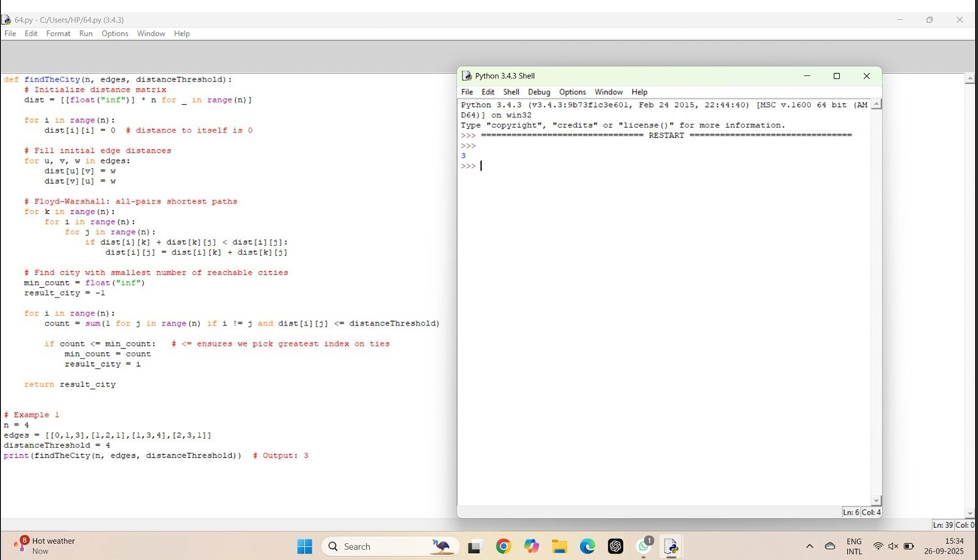 64.py - C:/Users/HP/64.py (3.4.3)
File Edit Format Run Options Window Help
def findTheCity(n, edges, distanceThreshold):
    # Initialize distance matrix
    dist = [[float("inf")] * n for _ in range(n)]

    for i in range(n):
        dist[i][i] = 0  # distance to itself is 0

    # Fill initial edge distances
    for u, v, w in edges:
        dist[u][v] = w
        dist[v][u] = w

    # Floyd-Warshall: all-pairs shortest paths
    for k in range(n):
        for i in range(n):
            for j in range(n):
                if dist[i][k] + dist[k][j] < dist[i][j]:
                    dist[i][j] = dist[i][k] + dist[k][j]

    # Find city with smallest number of reachable cities
    min_count = float("inf")
    result_city = -1

    for i in range(n):
        count = sum(1 for j in range(n) if i != j and dist[i][j] <= distanceThreshold)

        if count <= min_count:   # <= ensures we pick greatest index on ties
            min_count = count
            result_city = i

    return result_city

# Example 1
n = 4
edges = [[0,1,3],[1,2,1],[1,3,4],[2,3,1]]
distanceThreshold = 4
print(findTheCity(n, edges, distanceThreshold))  # Output: 3
Ln: 39 Col: 0
Python 3.4.3 Shell
File Edit Shell Debug Options Window Help
Python 3.4.3 (v3.4.3:9b73f1c3e601, Feb 24 2015, 22:44:40) [MSC v.1600 64 bit (AM
D64)] on win32
Type "copyright", "credits" or "license()" for more information.
>>> ================================ RESTART ================================
>>>
3
>>>
Ln: 6 Col: 4
8
Hot weather
Now
Search
1
ENG
INTL
15:34
26-09-2025